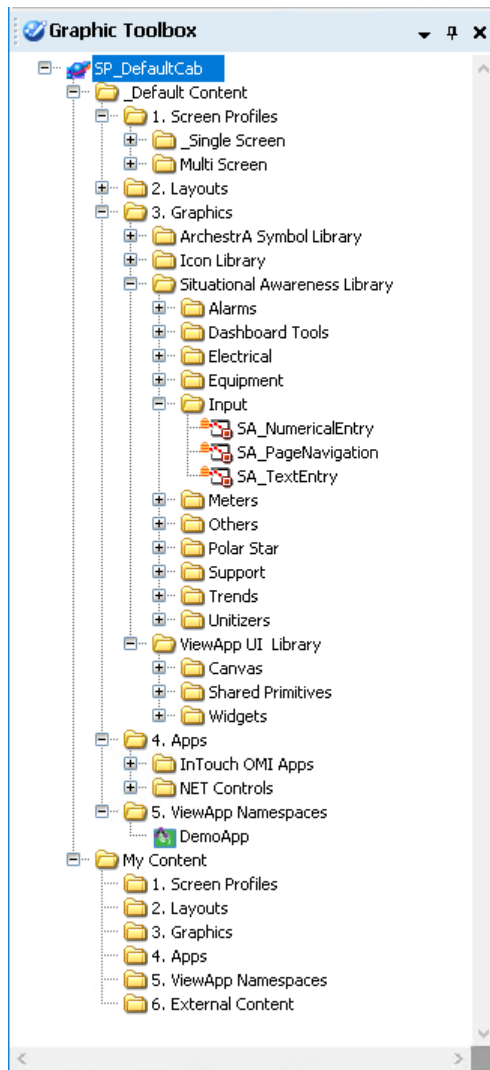 Graphic Toolbox
SP_DefaultCab
_Default Content
1. Screen Profiles
_Single Screen
Multi Screen
2. Layouts
3. Graphics
ArchestrA Symbol Library
Icon Library
Situational Awareness Library
Alarms
Dashboard Tools
Electrical
Equipment
Input
SA_NumericalEntry
SA_PageNavigation
SA_TextEntry
Meters
Others
Polar Star
Support
Trends
Unitizers
ViewApp UI Library
Canvas
Shared Primitives
Widgets
4. Apps
InTouch OMI Apps
NET Controls
5. ViewApp Namespaces
DemoApp
My Content
1. Screen Profiles
2. Layouts
3. Graphics
4. Apps
5. ViewApp Namespaces
6. External Content